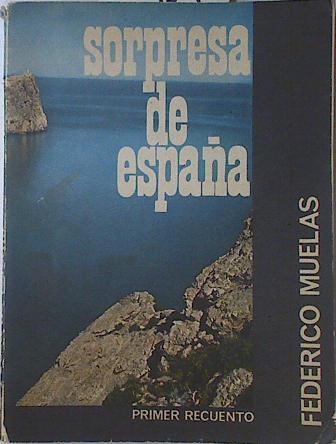 sorpresa
de
españa
FEDERICO MUELAS
PRIMER RECUENTO